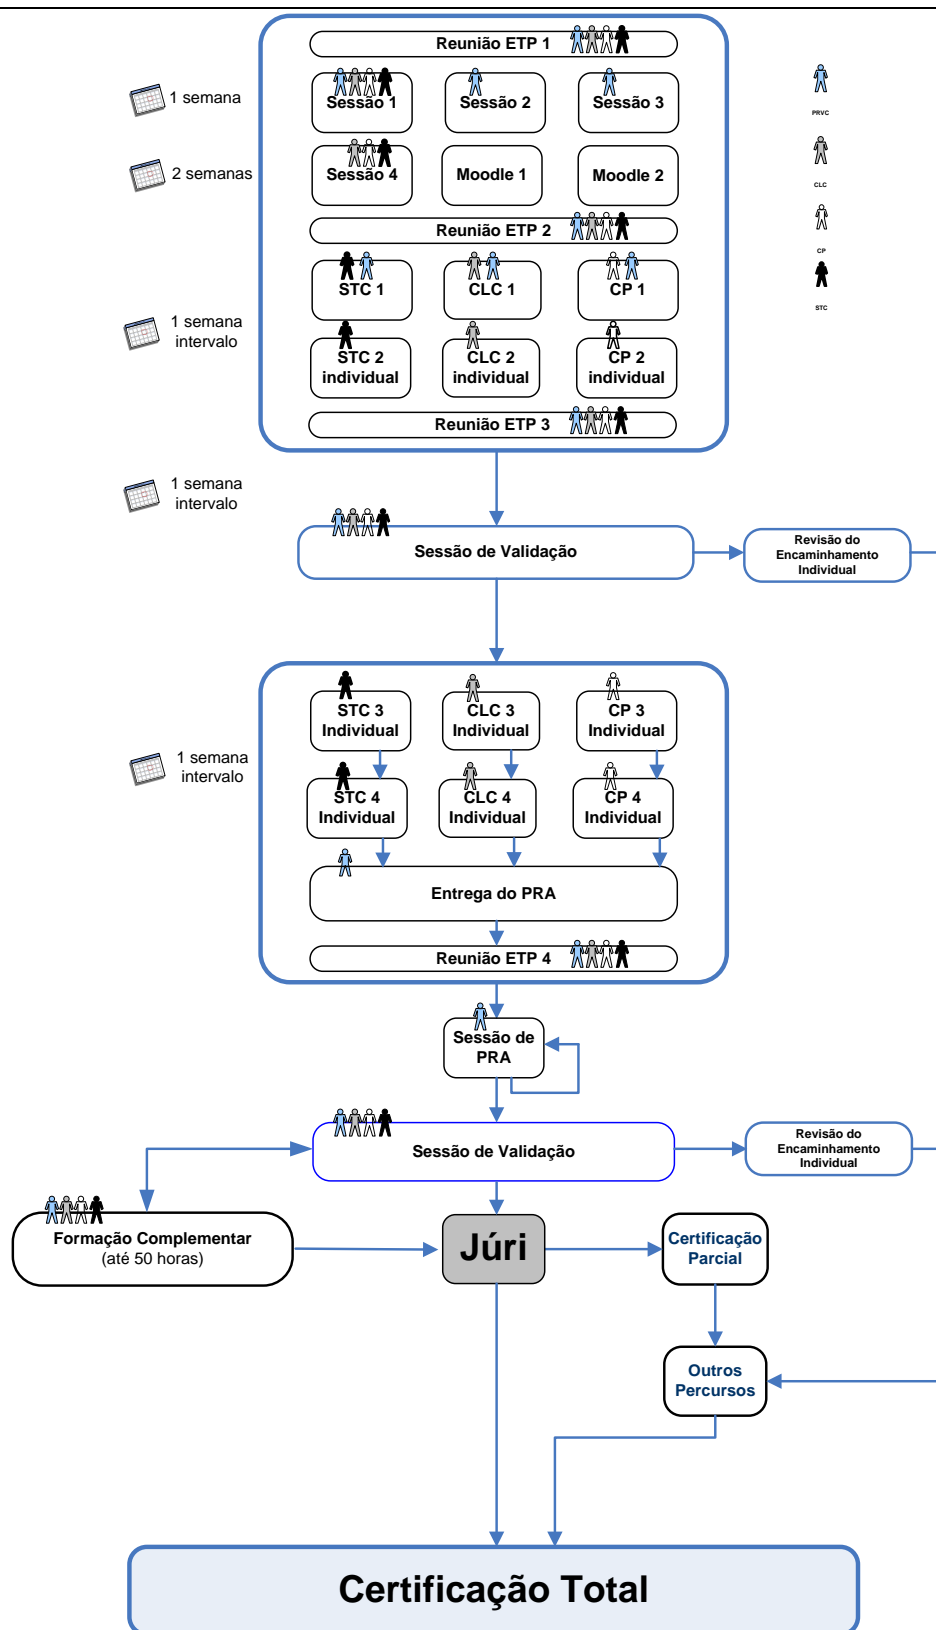 Reunião ETP 1
1 semana
Sessão 1
Sessão 2
Sessão 3
PRVC
2 semanas
Sessão 4
Moodle 1
Moodle 2
CLC
Reunião ETP 2
CP
STC 1
CLC 1
CP 1
STC
1 semana
intervalo
STC 2
individual
CLC 2
individual
CP 2
individual
Reunião ETP 3
1 semana
intervalo
Sessão de Validação
Revisão do
Encaminhamento
Individual
STC 3
Individual
CLC 3
Individual
CP 3
Individual
1 semana
intervalo
STC 4
Individual
CLC 4
Individual
CP 4
Individual
Entrega do PRA
Reunião ETP 4
Sessão de
PRA
Sessão de Validação
Revisão do
Encaminhamento
Individual
Formação Complementar
(até 50 horas)
Júri
Certificação
Parcial
Outros
Percursos
Certificação Total